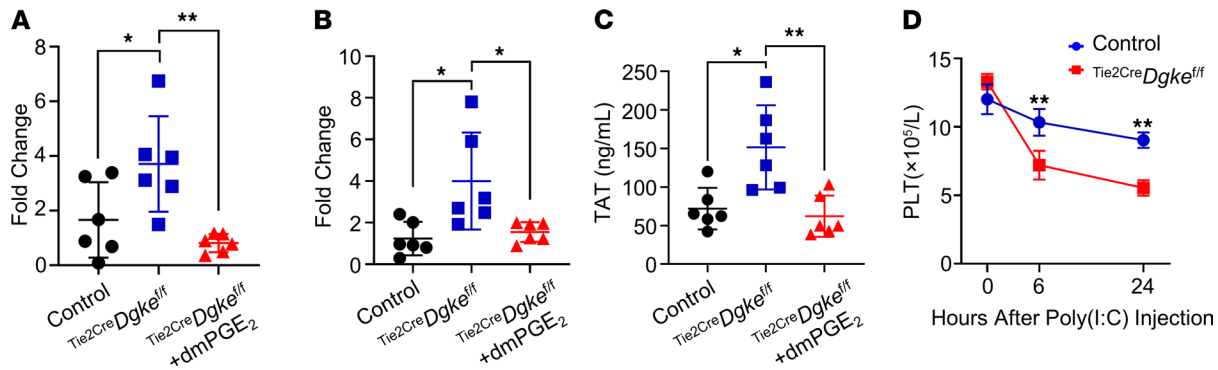 A
Fold Change
8
6
4
2
0
*
**
Control
Tie2CreDgkef/f
Tie2CreDgkef/f
+dmPGE2
B
Fold Change
10
8
6
4
2
0
*
*
Control
Tie2CreDgkef/f
Tie2CreDgkef/f
+dmPGE2
C
TAT (ng/mL)
250
200
150
100
50
0
*
**
Control
Tie2CreDgkef/f
Tie2CreDgkef/f
+dmPGE2
D
PLT(×10⁵/L)
15
10
5
0
Control
Tie2CreDgkef/f
**
**
0
6
24
Hours After Poly(I:C) Injection